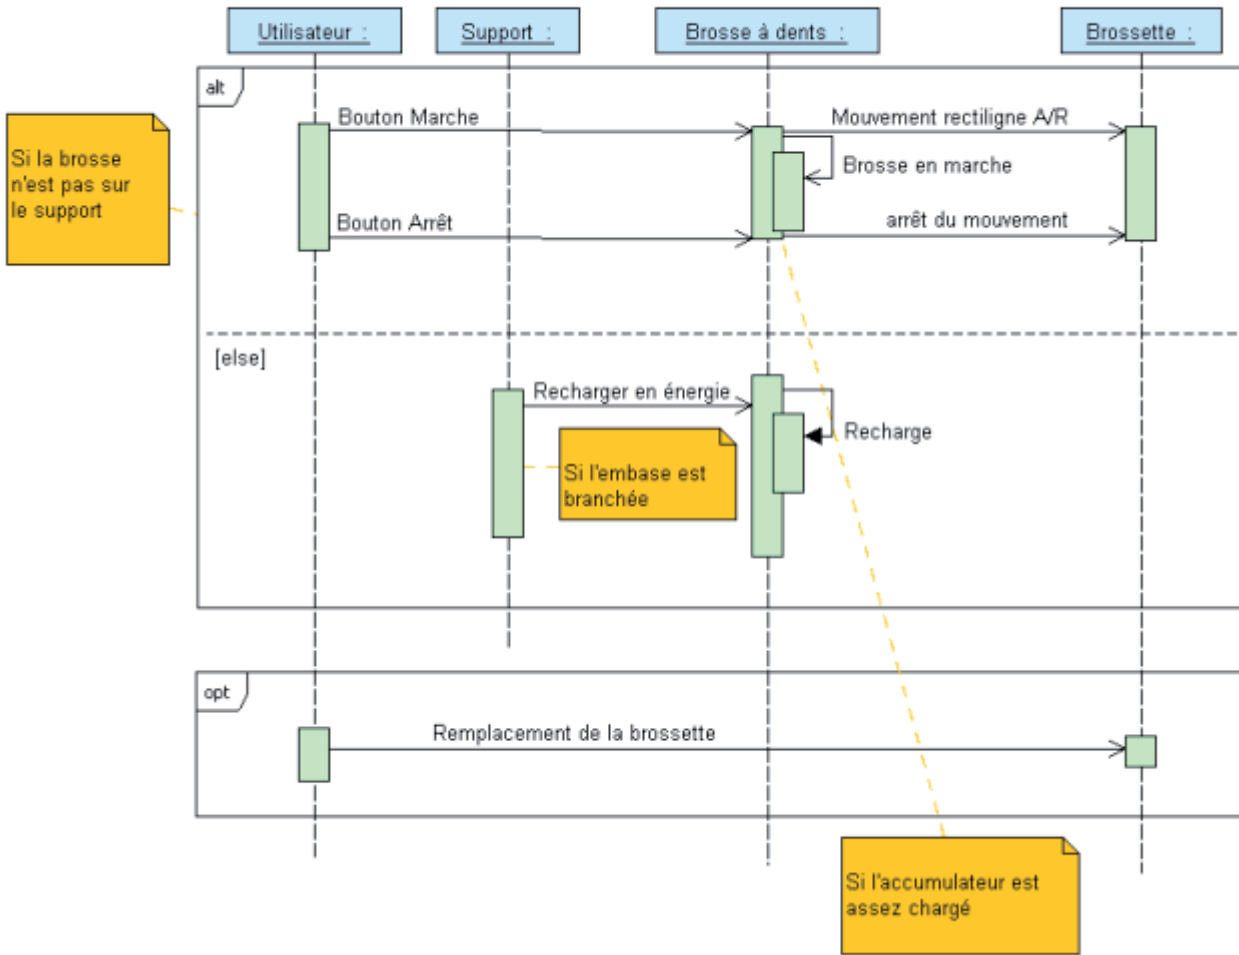 Utilisateur :
Support :
Brosse à dents :
Brossette :
alt
Si la brosse
n'est pas sur
le support
Bouton Marche
Mouvement rectiligne A/R
Brosse en marche
Bouton Arrêt
arrêt du mouvement
[else]
Recharger en énergie
Recharge
Si l'embase est
branchée
opt
Remplacement de la brossette
Si l'accumulateur est
assez chargé